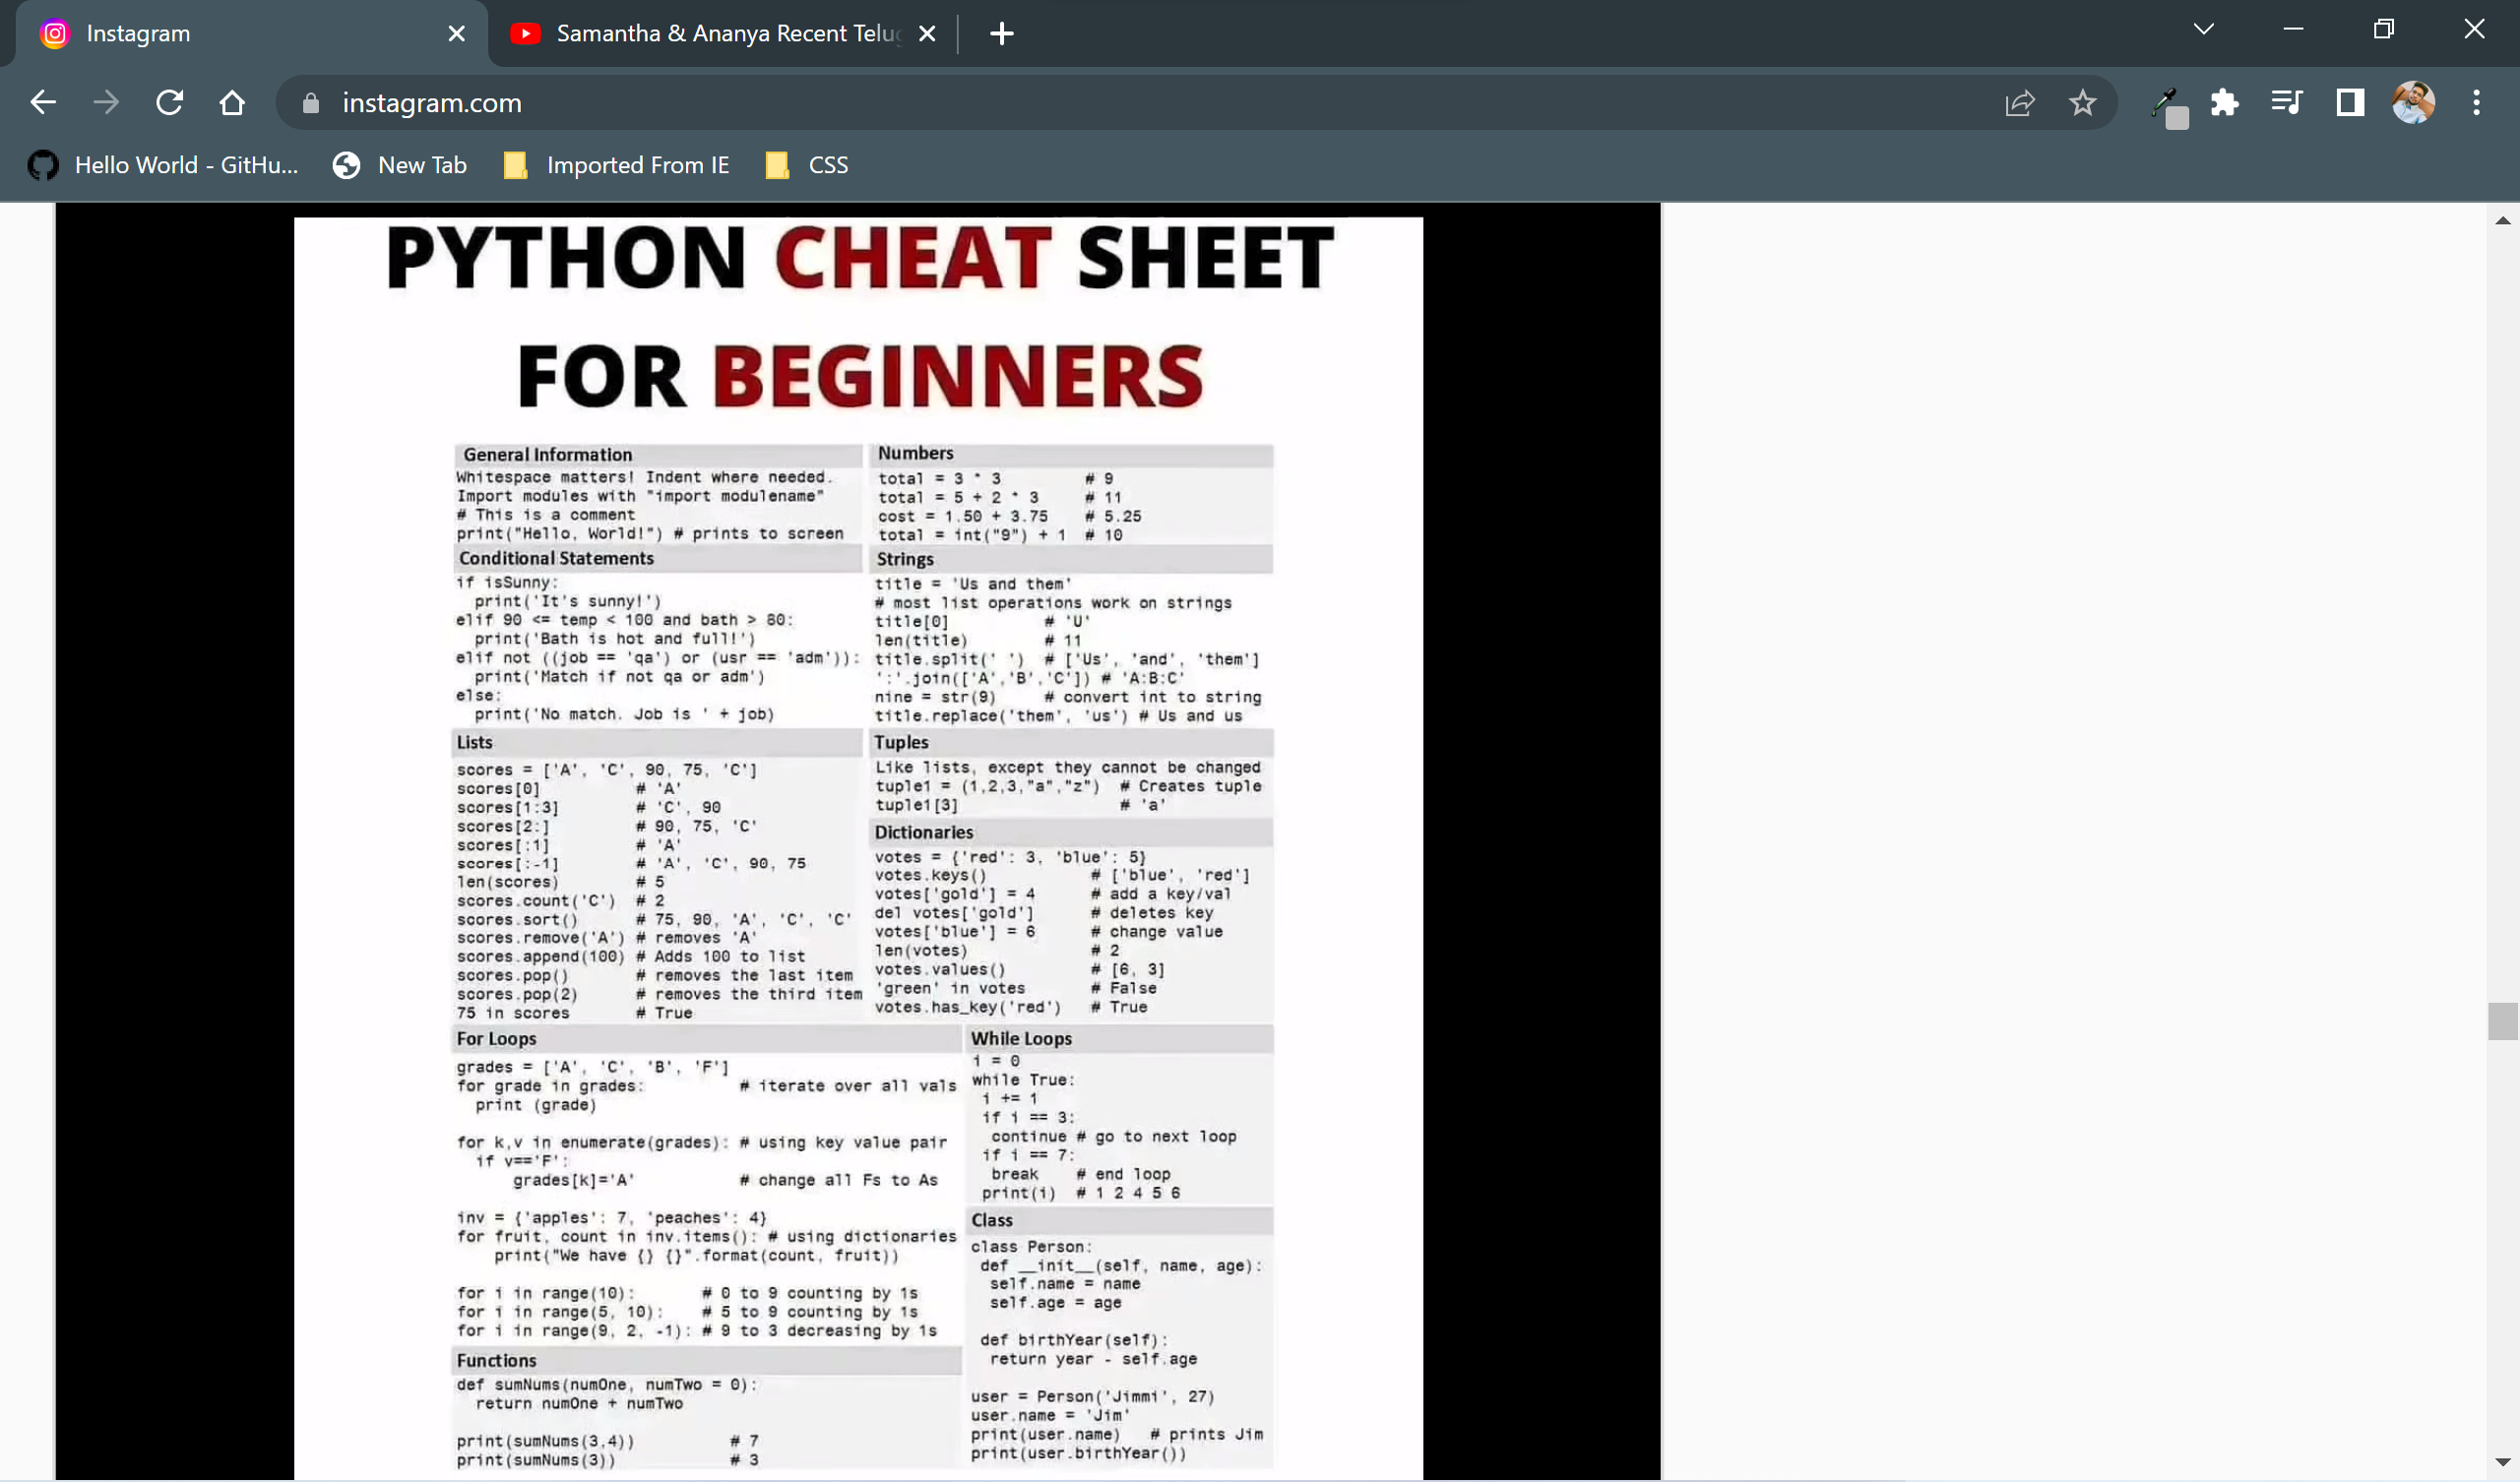 Instagram
Samantha & Ananya Recent Telug
instagram.com
Hello World - GitHu...
New Tab
Imported From IE
CSS
PYTHON CHEAT SHEET
FOR BEGINNERS
General Information
Whitespace matters! Indent where needed.
Import modules with "import modulename"
# This is a comment
print("Hello, World!") # prints to screen
Conditional Statements
if isSunny:
print('It's sunny!')
elif 90 <= temp < 100 and bath > 80:
print('Bath is hot and full!')
elif not ((job == 'qa') or (usr == 'adm')):
print('Match if not qa or adm')
else:
print('No match. Job is ' + job)
Lists
scores = ['A', 'C', 90, 75, 'C']
scores[0] # 'A'
scores[1:3] # 'C', 90
scores[2:] # 90, 75, 'C'
scores[:1] # 'A'
scores[:-1] # 'A', 'C', 90, 75
len(scores) # 5
scores.count('C') # 2
scores.sort() # 75, 90, 'A', 'C', 'C'
scores.remove('A') # removes 'A'
scores.append(100) # Adds 100 to list
scores.pop() # removes the last item
scores.pop(2) # removes the third item
75 in scores # True
Numbers
total = 3 * 3 # 9
total = 5 + 2 * 3 # 11
cost = 1.50 + 3.75 # 5.25
total = int("9") + 1 # 10
Strings
title = 'Us and them'
# most list operations work on strings
title[0] # 'U'
len(title) # 11
title.split(' ') # ['Us', 'and', 'them']
':'.join(['A','B','C']) # 'A:B:C'
nine = str(9) # convert int to string
title.replace('them', 'us') # Us and us
Tuples
Like lists, except they cannot be changed
tuple1 = (1,2,3,"a","z") # Creates tuple
tuple1[3] # 'a'
Dictionaries
votes = {'red': 3, 'blue': 5}
votes.keys() # ['blue', 'red']
votes['gold'] = 4 # add a key/val
del votes['gold'] # deletes key
votes['blue'] = 6 # change value
len(votes) # 2
votes.values() # [6, 3]
'green' in votes # False
votes.has_key('red') # True
For Loops
grades = ['A', 'C', 'B', 'F']
for grade in grades: # iterate over all vals
print (grade)
for k,v in enumerate(grades): # using key value pair
if v=='F':
grades[k]='A' # change all Fs to As
inv = {'apples': 7, 'peaches': 4}
for fruit, count in inv.items(): # using dictionaries
print("We have {} {}".format(count, fruit))
for i in range(10): # 0 to 9 counting by 1s
for i in range(5, 10): # 5 to 9 counting by 1s
for i in range(9, 2, -1): # 9 to 3 decreasing by 1s
Functions
def sumNums(numOne, numTwo = 0):
return numOne + numTwo
print(sumNums(3,4)) # 7
print(sumNums(3)) # 3
While Loops
i = 0
while True:
i += 1
if i == 3:
continue # go to next loop
if i == 7:
break # end loop
print(i) # 1 2 4 5 6
Class
class Person:
def __init__(self, name, age):
self.name = name
self.age = age
def birthYear(self):
return year - self.age
user = Person('Jimmi', 27)
user.name = 'Jim'
print(user.name) # prints Jim
print(user.birthYear())